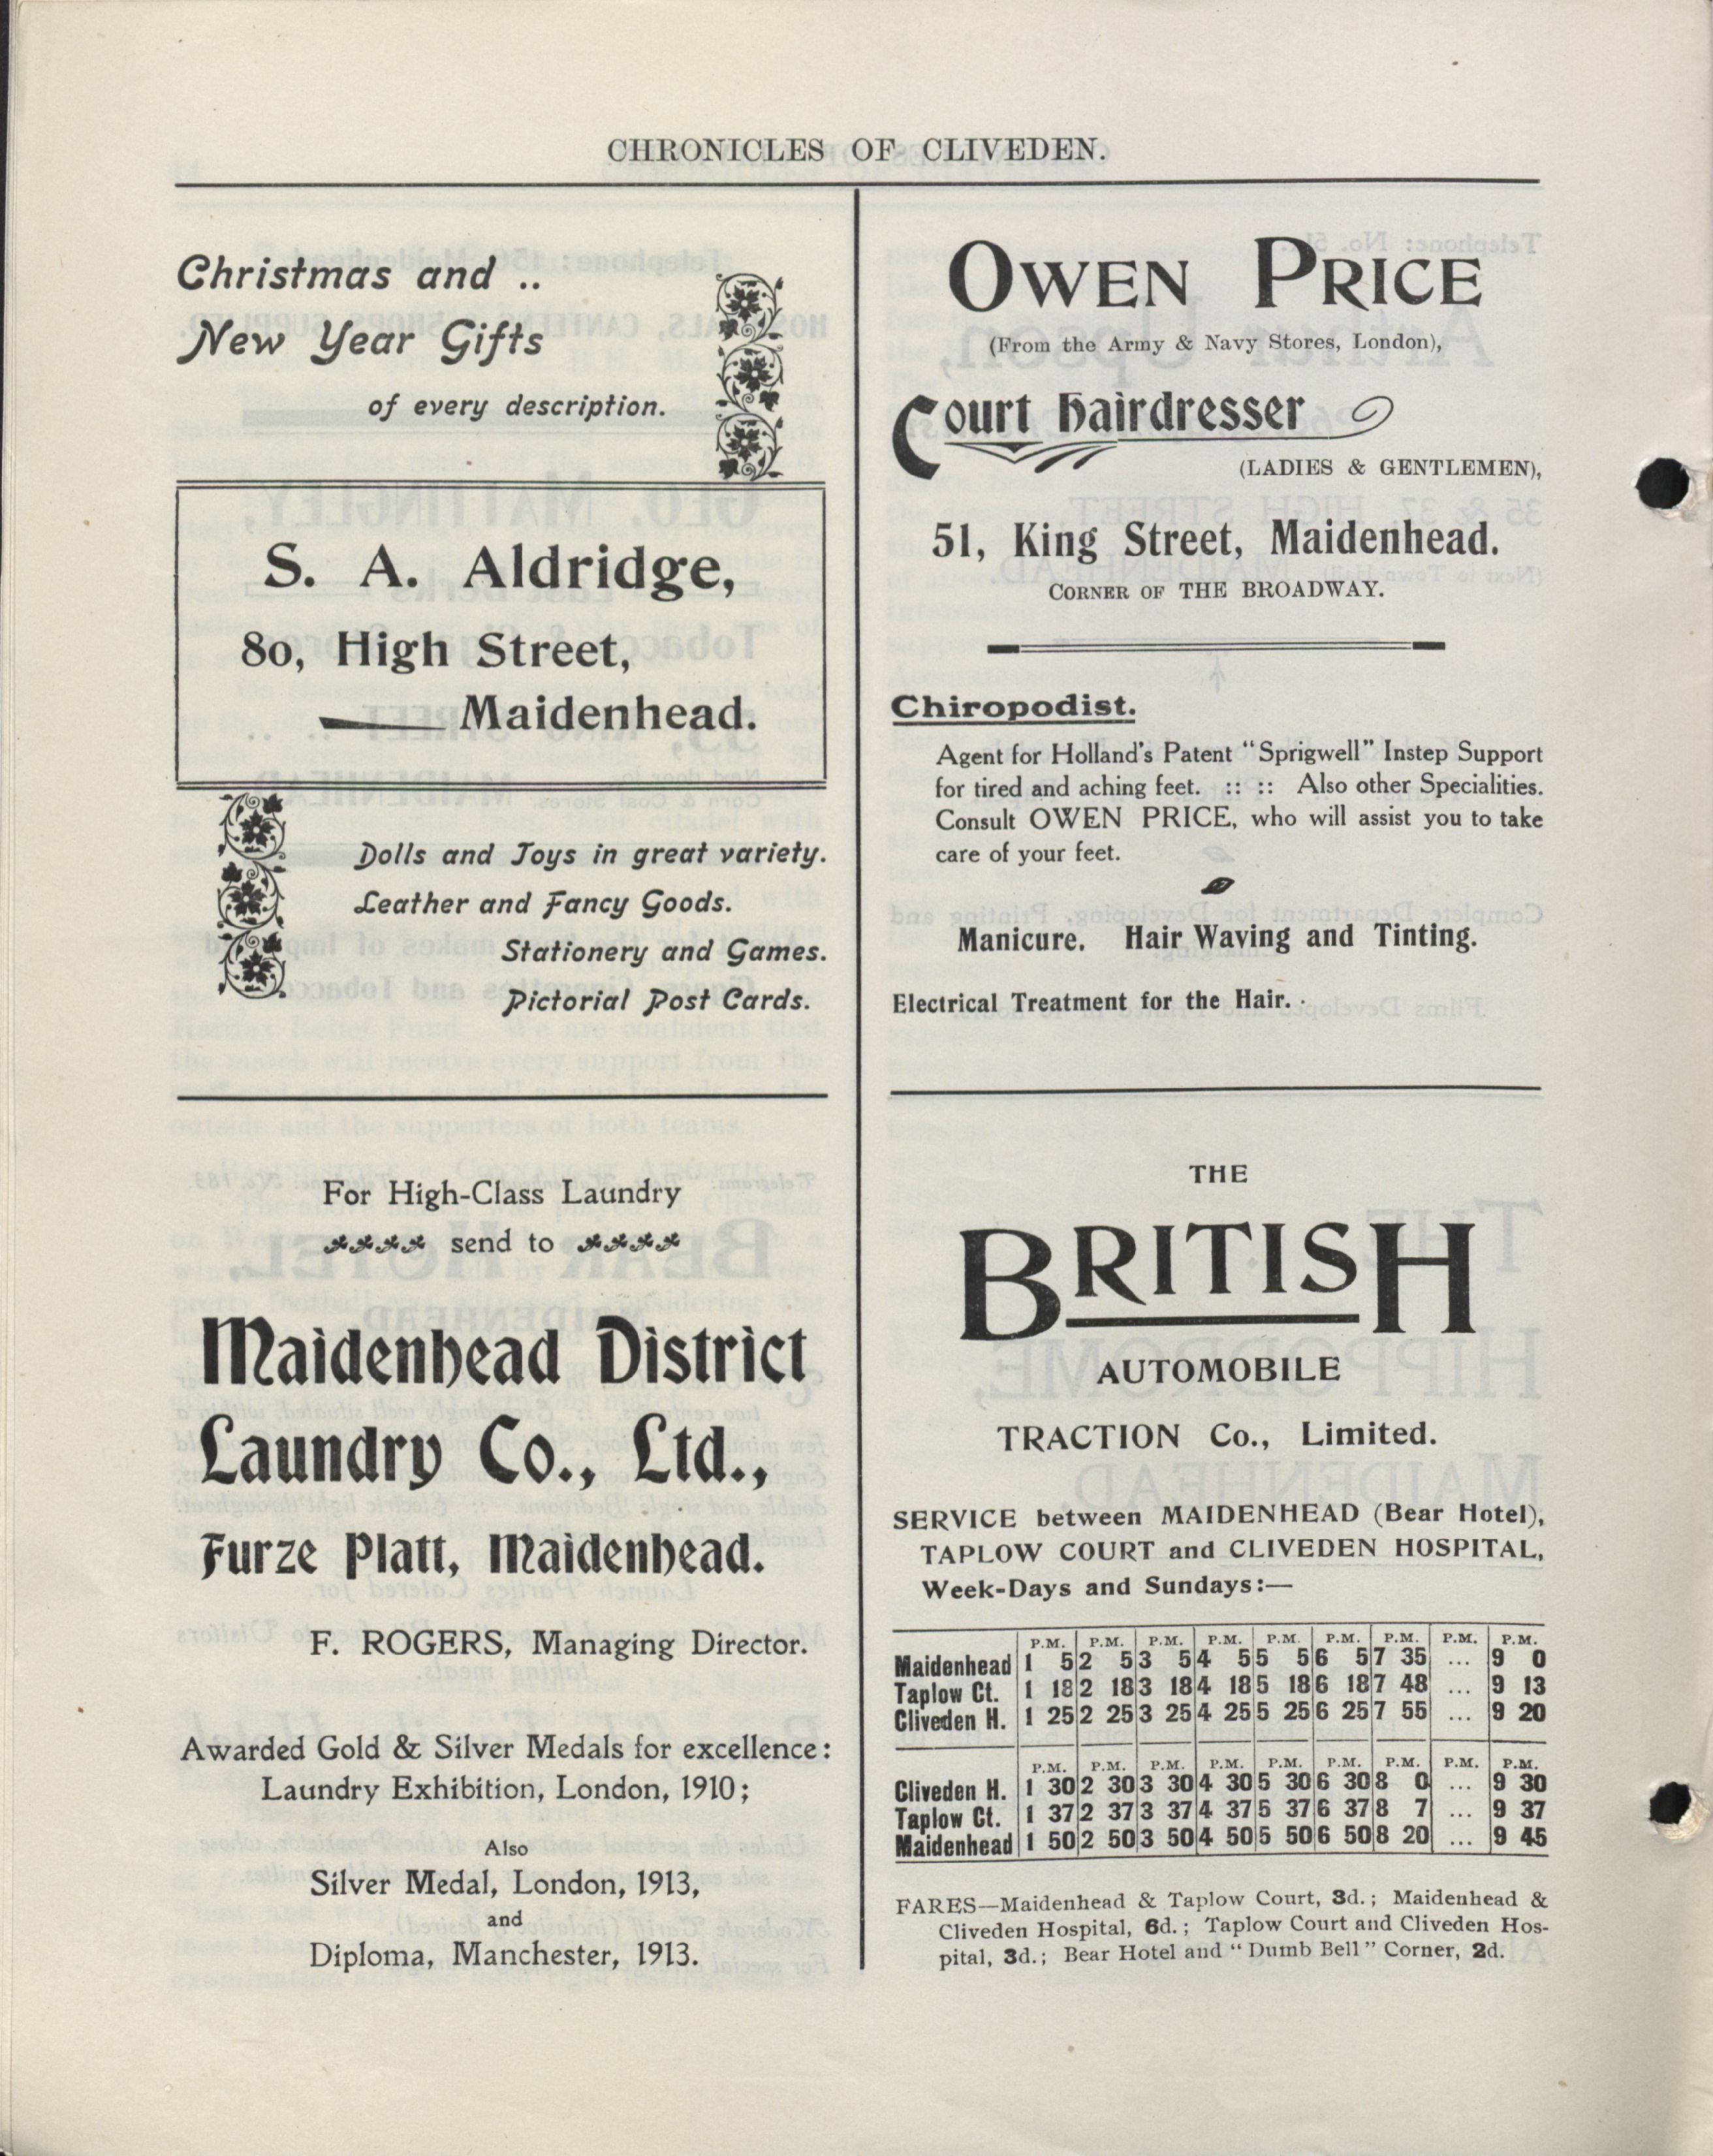 CHRONICLES OF CLIVEDEN.
Christmas and ..
New Year Gifts
of every description.
S. A. Aldridge,
80, High Street,
Maidenhead.
Dolls and Toys in great variety.
Leather and Fancy Goods.
Stationery and Games.
Pictorial Post Cards.
For High-Class Laundry
send to
Maidenhead District
Laundry Co., Ltd.,
Furze Platt, Maidenhead.
F. ROGERS, Managing Director.
Awarded Gold & Silver Medals for excellence:
Laundry Exhibition, London, 1910;
Also
Silver Medal, London, 1913,
and
Diploma, Manchester, 1913.
OWEN PRICE
(From the Army & Navy Stores, London),
Court Hairdresser
(LADIES & GENTLEMEN),
51, King Street, Maidenhead.
CORNER OF THE BROADWAY.
Chiropodist.
Agent for Holland's Patent "Sprigwell" Instep Support
for tired and aching feet. :: :: Also other Specialities.
Consult OWEN PRICE, who will assist you to take
care of your feet.
Manicure. Hair Waving and Tinting.
Electrical Treatment for the Hair.
THE
BRITISH
AUTOMOBILE
TRACTION Co., Limited.
SERVICE between MAIDENHEAD (Bear Hotel),
TAPLOW COURT and CLIVEDEN HOSPITAL,
Week-Days and Sundays:—
P.M. P.M. P.M. P.M. P.M. P.M. P.M. P.M. P.M.
Maidenhead 1 5 2 5 3 5 4 5 5 5 6 5 7 35 ... 9 0
Taplow Ct. 1 18 2 18 3 18 4 18 5 18 6 18 7 48 ... 9 13
Cliveden H. 1 25 2 25 3 25 4 25 5 25 6 25 7 55 ... 9 20
P.M. P.M. P.M. P.M. P.M. P.M. P.M. P.M. P.M.
Cliveden H. 1 30 2 30 3 30 4 30 5 30 6 30 8 0 ... 9 30
Taplow Ct. 1 37 2 37 3 37 4 37 5 37 6 37 8 7 ... 9 37
Maidenhead 1 50 2 50 3 50 4 50 5 50 6 50 8 20 ... 9 45
FARES—Maidenhead & Taplow Court, 3d.; Maidenhead &
Cliveden Hospital, 6d.; Taplow Court and Cliveden Hos-
pital, 3d.; Bear Hotel and "Dumb Bell" Corner, 2d.